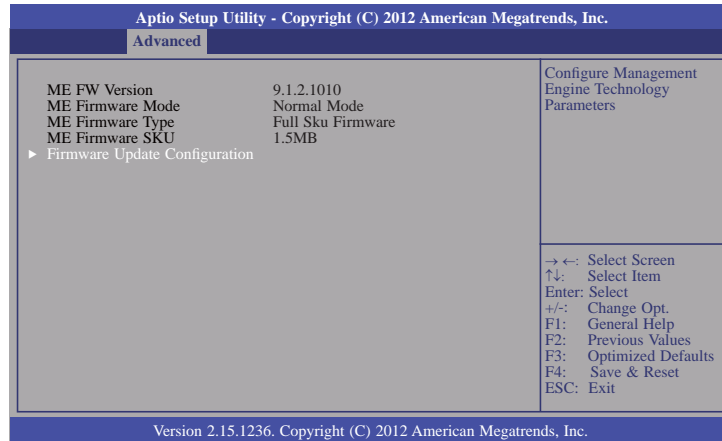 Aptio Setup Utility - Copyright (C) 2012 American Megatrends, Inc.
Advanced
ME FW Version 9.1.2.1010
ME Firmware Mode Normal Mode
ME Firmware Type Full Sku Firmware
ME Firmware SKU 1.5MB
▶ Firmware Update Configuration
Configure Management
Engine Technology
Parameters
→ ←: Select Screen
↑↓: Select Item
Enter: Select
+/-: Change Opt.
F1: General Help
F2: Previous Values
F3: Optimized Defaults
F4: Save & Reset
ESC: Exit
Version 2.15.1236. Copyright (C) 2012 American Megatrends, Inc.